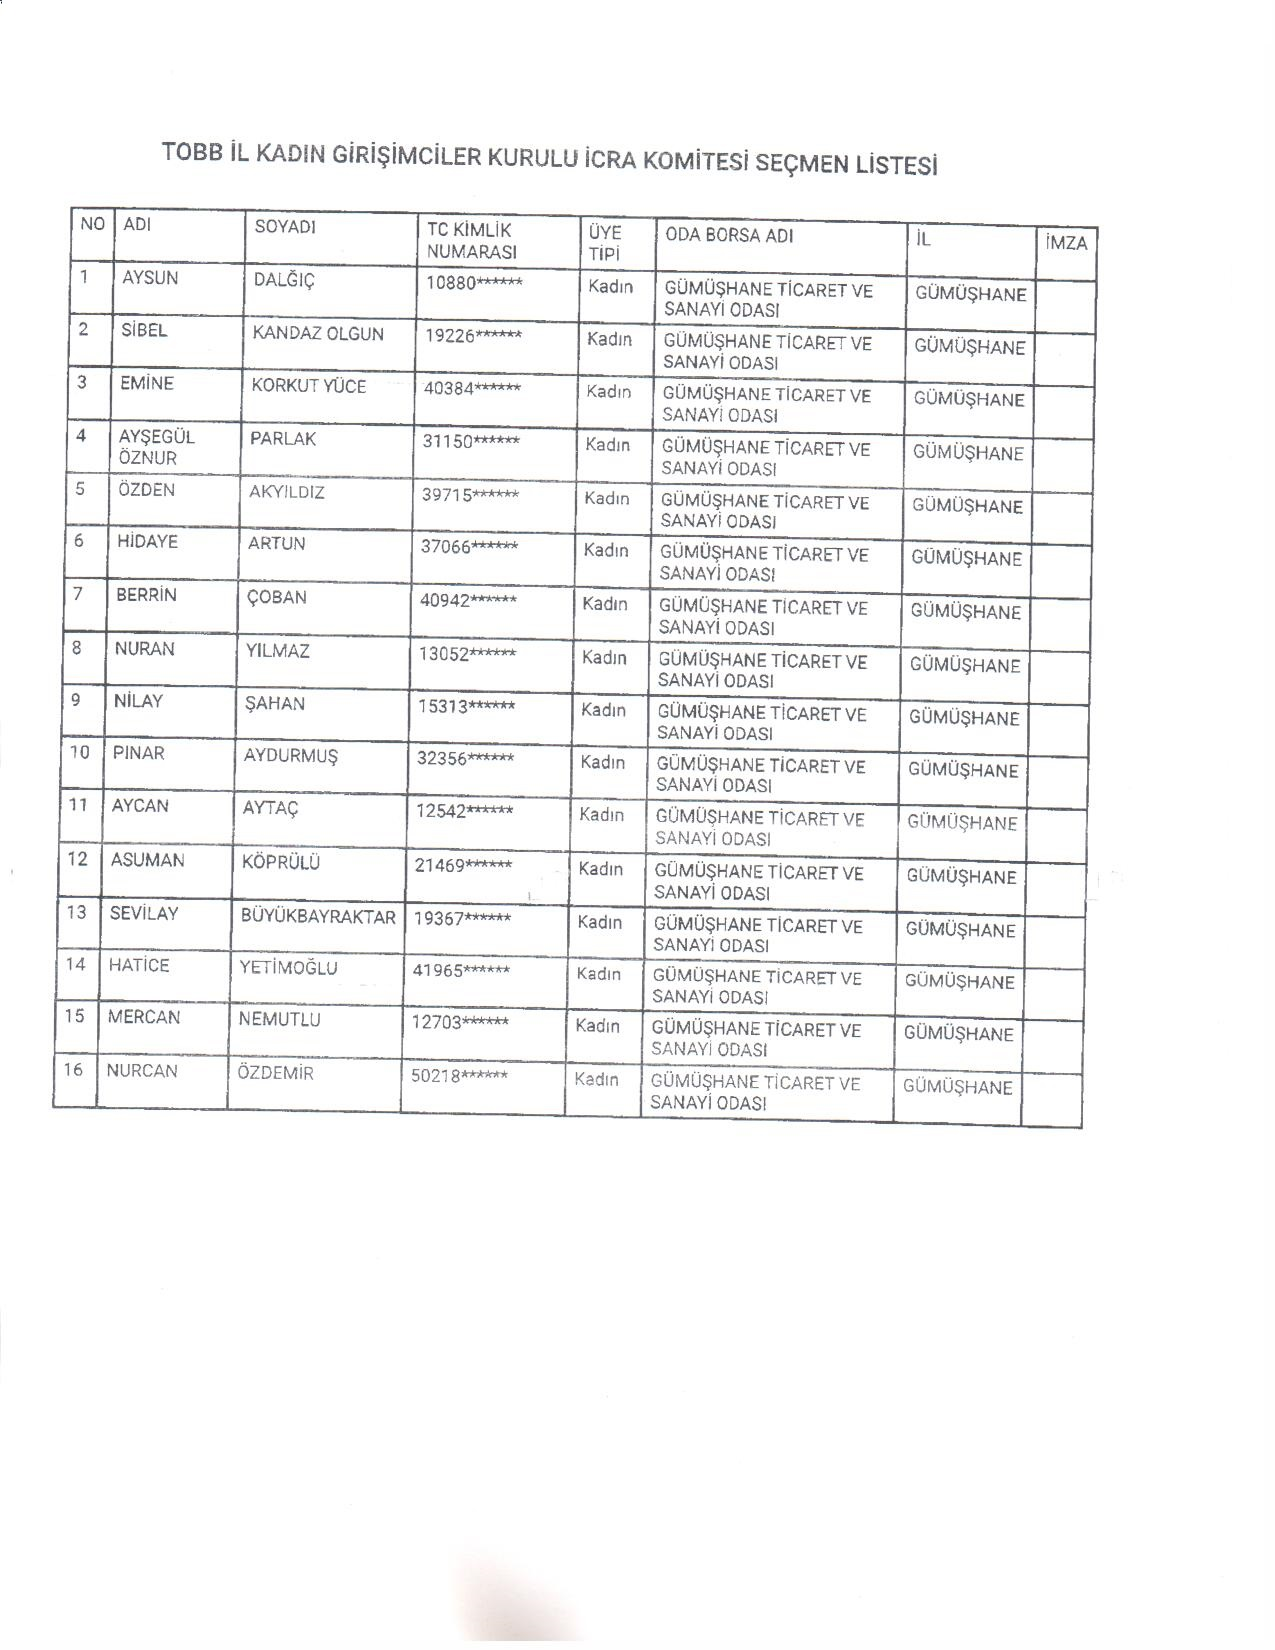 TOBB İL KADIN GİRİŞİMCİLER KURULU İCRA KOMİTESİ SEÇMEN LİSTESİ
NO ADI SOYADI TC KİMLİK NUMARASI ÜYE TİPİ ODA BORSA ADI İL İMZA
1 AYSUN DALĞIÇ 10880****** Kadın GÜMÜŞHANE TİCARET VE SANAYİ ODASI GÜMÜŞHANE
2 SİBEL KANDAZ OLGUN 19226****** Kadın GÜMÜŞHANE TİCARET VE SANAYİ ODASI GÜMÜŞHANE
3 EMİNE KORKUT YÜCE 40384****** Kadın GÜMÜŞHANE TİCARET VE SANAYİ ODASI GÜMÜŞHANE
4 AYŞEGÜL ÖZNUR PARLAK 31150****** Kadın GÜMÜŞHANE TİCARET VE SANAYİ ODASI GÜMÜŞHANE
5 ÖZDEN AKYILDIZ 39715****** Kadın GÜMÜŞHANE TİCARET VE SANAYİ ODASI GÜMÜŞHANE
6 HİDAYE ARTUN 37066****** Kadın GÜMÜŞHANE TİCARET VE SANAYİ ODASI GÜMÜŞHANE
7 BERRİN ÇOBAN 40942****** Kadın GÜMÜŞHANE TİCARET VE SANAYİ ODASI GÜMÜŞHANE
8 NURAN YILMAZ 13052****** Kadın GÜMÜŞHANE TİCARET VE SANAYİ ODASI GÜMÜŞHANE
9 NİLAY ŞAHAN 15313****** Kadın GÜMÜŞHANE TİCARET VE SANAYİ ODASI GÜMÜŞHANE
10 PINAR AYDURMUŞ 32356****** Kadın GÜMÜŞHANE TİCARET VE SANAYİ ODASI GÜMÜŞHANE
11 AYCAN AYTAÇ 12542****** Kadın GÜMÜŞHANE TİCARET VE SANAYİ ODASI GÜMÜŞHANE
12 ASUMAN KÖPRÜLÜ 21469****** Kadın GÜMÜŞHANE TİCARET VE SANAYİ ODASI GÜMÜŞHANE
13 SEVİLAY BÜYÜKBAYRAKTAR 19367****** Kadın GÜMÜŞHANE TİCARET VE SANAYİ ODASI GÜMÜŞHANE
14 HATİCE YETİMOĞLU 41965****** Kadın GÜMÜŞHANE TİCARET VE SANAYİ ODASI GÜMÜŞHANE
15 MERCAN NEMUTLU 12703****** Kadın GÜMÜŞHANE TİCARET VE SANAYİ ODASI GÜMÜŞHANE
16 NURCAN ÖZDEMİR 50218****** Kadın GÜMÜŞHANE TİCARET VE SANAYİ ODASI GÜMÜŞHANE